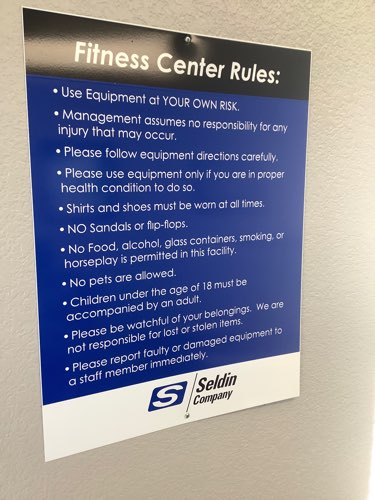 Fitness Center Rules:
• Use Equipment at YOUR OWN RISK.
• Management assumes no responsibility for any
injury that may occur.
• Please follow equipment directions carefully.
• Please use equipment only if you are in proper
health condition to do so.
• Shirts and shoes must be worn at all times.
• NO Sandals or flip-flops.
• No Food, alcohol, glass containers, smoking, or
horseplay is permitted in this facility.
• No pets are allowed.
• Children under the age of 18 must be
accompanied by an adult.
• Please be watchful of your belongings. We are
not responsible for lost or stolen items.
• Please report faulty or damaged equipment to
a staff member immediately.
S Seldin
Company